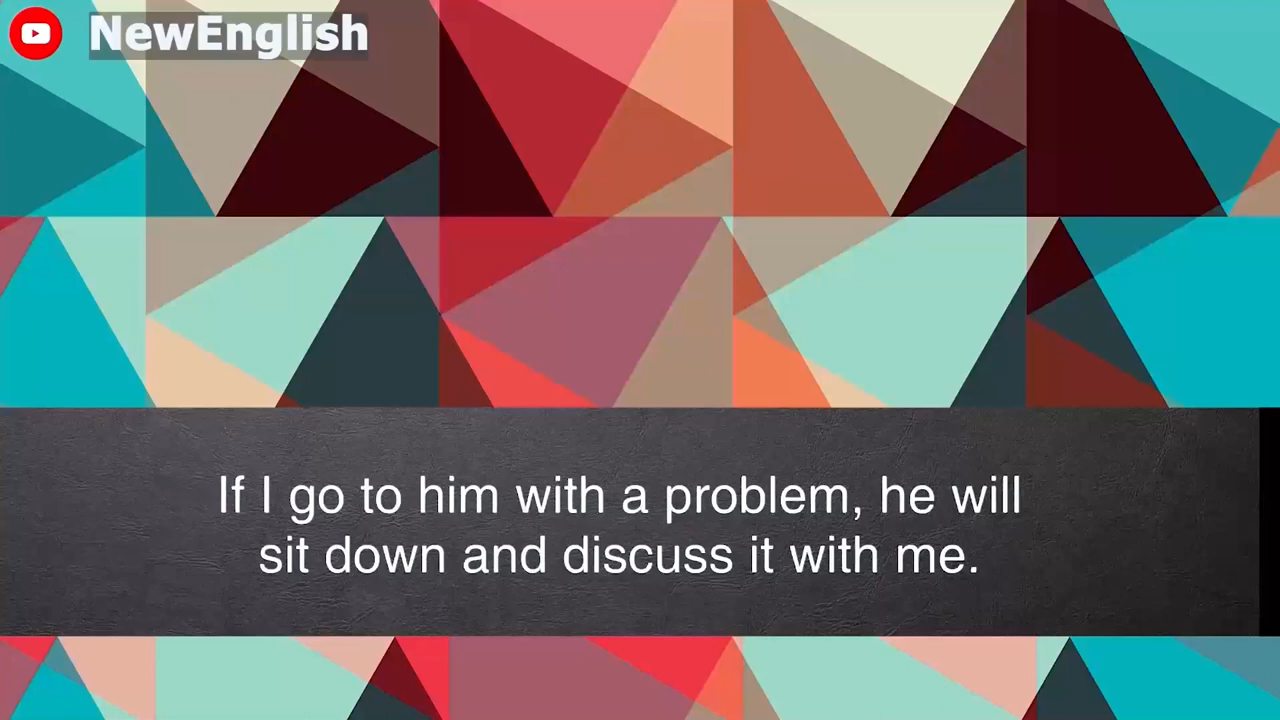 NewEnglish
If I go to him with a problem, he will
sit down and discuss it with me.